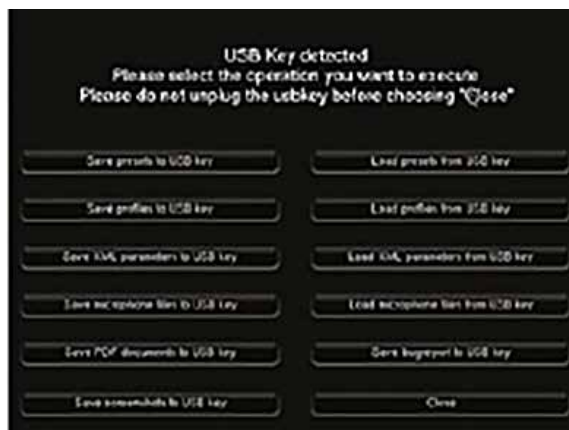 USB Key detected
Please select the operation you want to execute
Please do not unplug the usbkey before choosing "Close"
Save presets to USB key
Load presets from USB key
Save profiles to USB key
Load profiles from USB key
Save XML parameters to USB key
Load XML parameters from USB key
Save microphone files to USB key
Load microphone files from USB key
Save PDF documents to USB key
Save bugreport to USB key
Save screenshots to USB key
Close